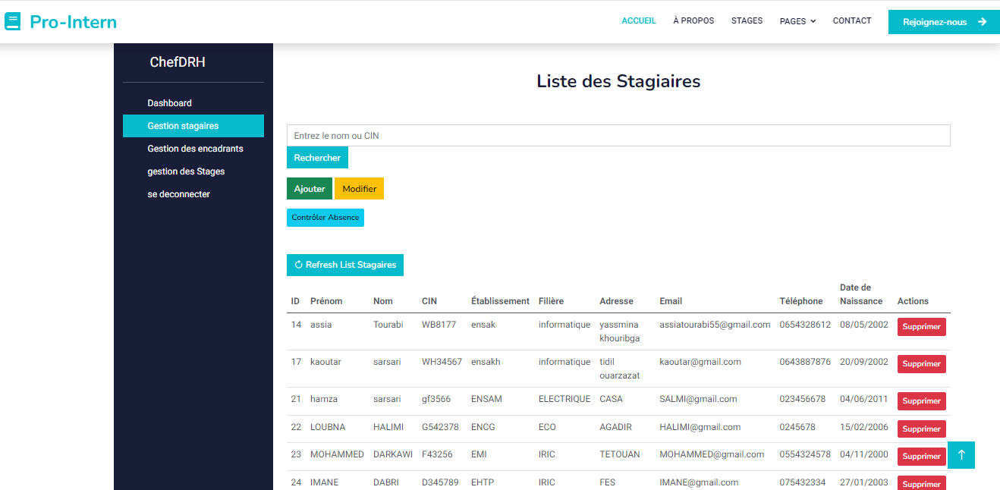 Pro-Intern
ACCUEIL À PROPOS STAGES PAGES CONTACT Rejoignez-nous
ChefDRH
Dashboard
Gestion stagaires
Gestion des encadrants
gestion des Stages
se deconnecter
Liste des Stagiaires
Entrez le nom ou CIN
Rechercher
Ajouter Modifier
Contrôler Absence
Refresh List Stagaires
ID Prénom Nom CIN Établissement Filière Adresse Email Téléphone Date de Naissance Actions
14 assia Tourabi WB8177 ensak informatique yassmina khouribga assiatourabi55@gmail.com 0654328612 08/05/2002 Supprimer
17 kaoutar sarsari WH34567 ensakh informatique tidil ouarzazat kaoutar@gmail.com 0643887876 20/09/2002 Supprimer
21 hamza sarsari gf3566 ENSAM ELECTRIQUE CASA SALMI@gmail.com 023456678 04/06/2011 Supprimer
22 LOUBNA HALIMI G542378 ENCG ECO AGADIR HALIMI@gmail.com 0245678 15/02/2006 Supprimer
23 MOHAMMED DARKAWI F43256 EMI IRIC TETOUAN MOHAMMED@gmail.com 0554324578 04/11/2000 Supprimer
24 IMANE DABRI D345789 EHTP IRIC FES IMANE@gmail.com 075432334 27/01/2003 Supprimer